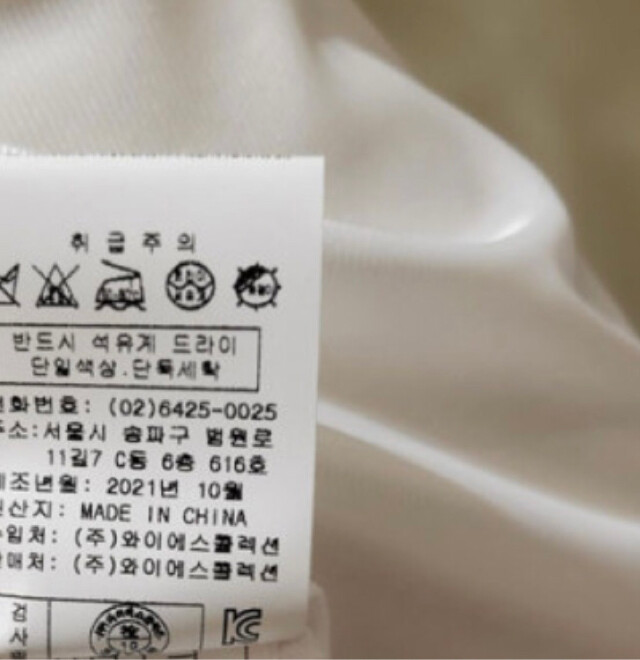 취급주의
반드시 석유계 드라이
단일색상.단독세탁
화번호: (02)6425-0025
소:서울시 송파구 법원로
11길7 C동 6층 616호
조년월: 2021년 10월
산지: MADE IN CHINA
입처: (주)와이에스콜렉션
매처: (주)와이에스콜렉션
검
사